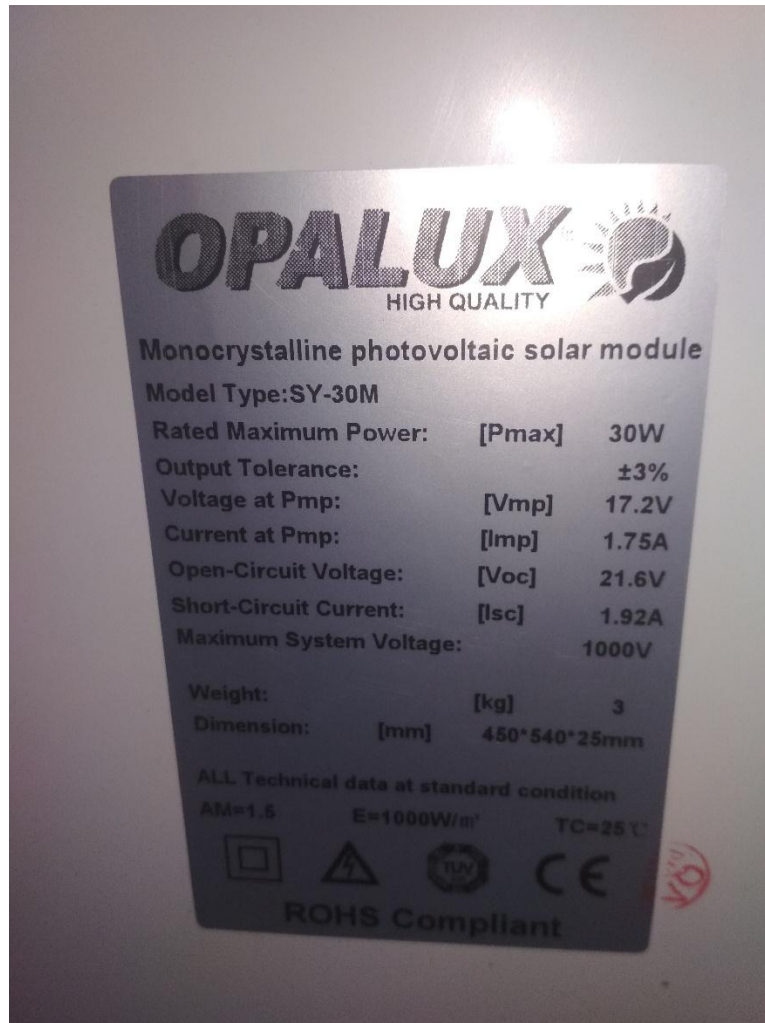 OPALUX
HIGH QUALITY
Monocrystalline photovoltaic solar module
Model Type:SY-30M
Rated Maximum Power: [Pmax] 30W
Output Tolerance: ±3%
Voltage at Pmp: [Vmp] 17.2V
Current at Pmp: [Imp] 1.75A
Open-Circuit Voltage: [Voc] 21.6V
Short-Circuit Current: [Isc] 1.92A
Maximum System Voltage: 1000V
Weight: [kg] 3
Dimension: [mm] 450*540*25mm
ALL Technical data at standard condition
AM=1.5 E=1000W/㎡ TC=25℃
TUV CE
ROHS Compliant